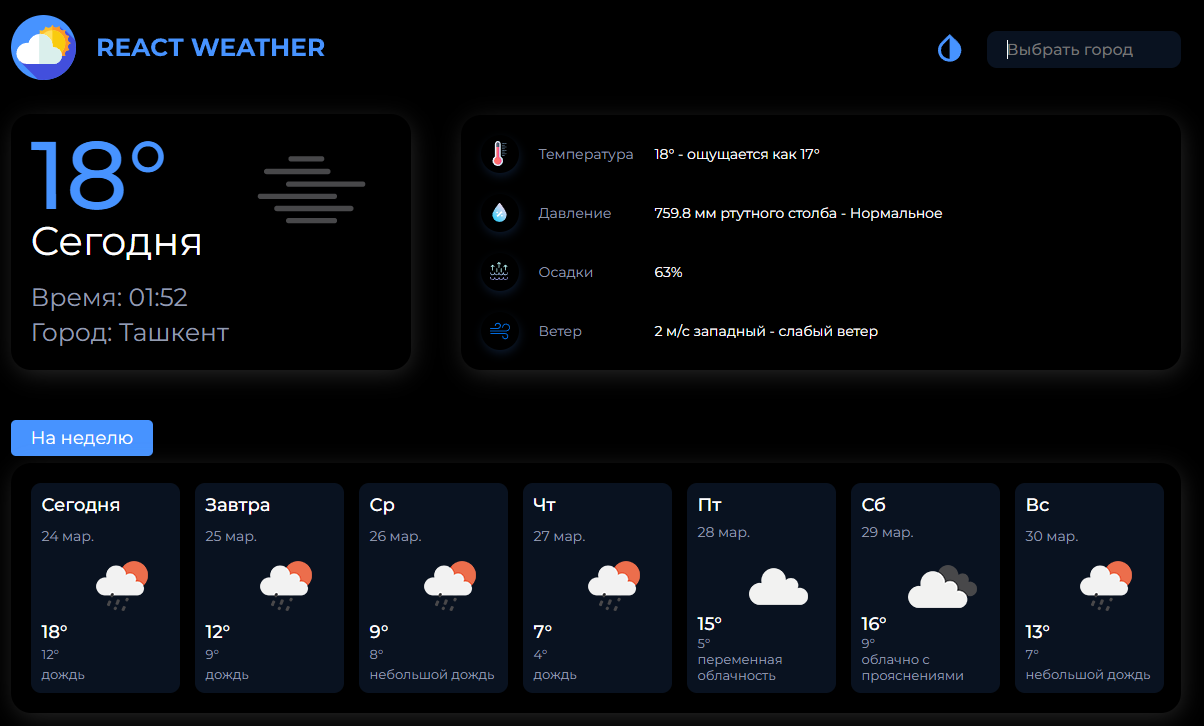 REACT WEATHER
Выбрать город
18°
Сегодня
Время: 01:52
Город: Ташкент
Температура 18° - ощущается как 17°
Давление 759.8 мм ртутного столба - Нормальное
Осадки 63%
Ветер 2 м/с западный - слабый ветер
На неделю
Сегодня
24 мар.
18°
12°
дождь
Завтра
25 мар.
12°
9°
дождь
Ср
26 мар.
9°
8°
небольшой дождь
Чт
27 мар.
7°
4°
дождь
Пт
28 мар.
15°
5°
переменная
облачность
Сб
29 мар.
16°
9°
облачно с
прояснениями
Вс
30 мар.
13°
7°
небольшой дождь